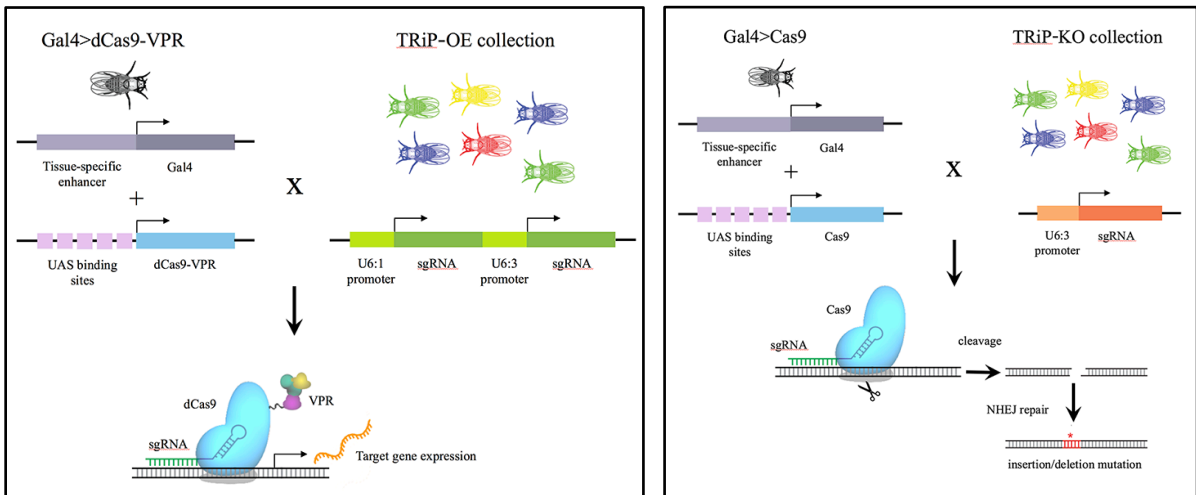 Gal4>dCas9-VPR
TRiP-OE collection
Tissue-specific
enhancer
Gal4
+
X
UAS binding
sites
dCas9-VPR
U6:1
promoter
sgRNA
U6:3
promoter
sgRNA
dCas9
VPR
sgRNA
Target gene expression
Gal4>Cas9
TRiP-KO collection
Tissue-specific
enhancer
Gal4
+
X
UAS binding
sites
Cas9
U6:3
promoter
sgRNA
Cas9
sgRNA
cleavage
NHEJ repair
*
insertion/deletion mutation